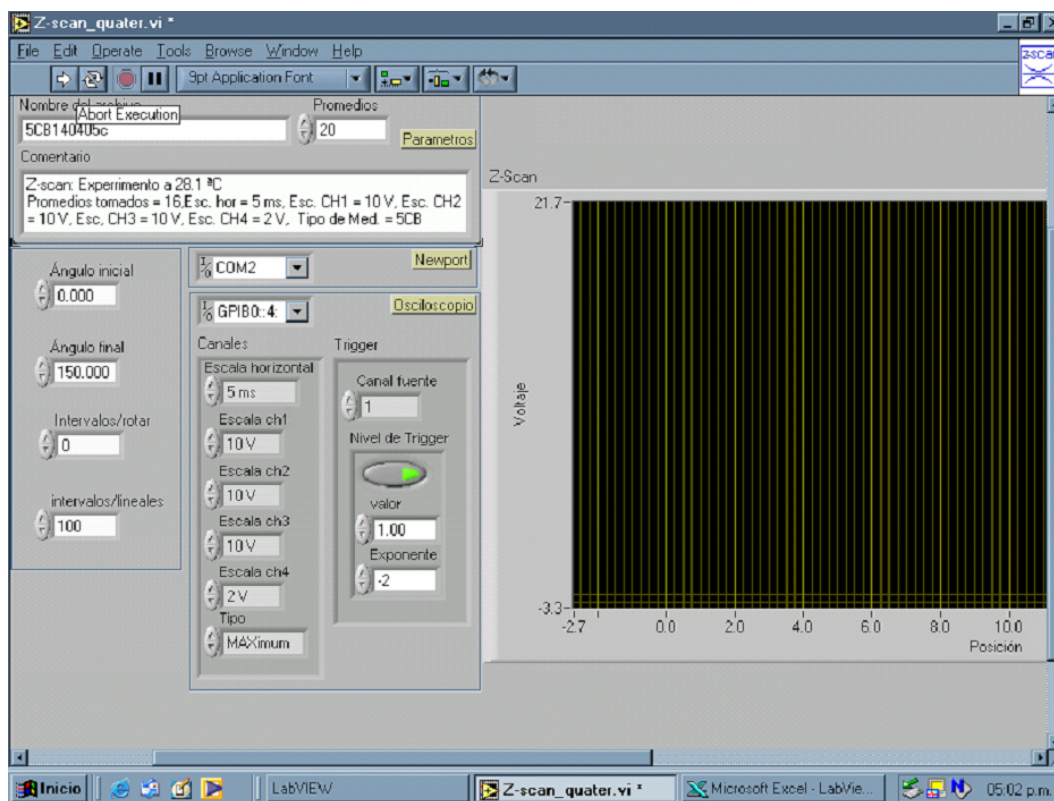 Z-scan_quater.vi *
File Edit Operate Tools Browse Window Help
9pt Application Font
z-scan
Nombre del archivo
Abort Execution
Promedios
5CB140405c
20
Parametros
Comentario
Z-scan: Experrimento a 28.1 ªC
Promedios tomados = 16,Esc. hor = 5 ms, Esc. CH1 = 10 V, Esc. CH2
= 10 V, Esc, CH3 = 10 V, Esc. CH4 = 2 V, Tipo de Med. = 5CB
Ángulo inicial
0.000
Ángulo final
150.000
Intervalos/rotar
0
intervalos/lineales
100
I/O COM2
Newport
I/O GPIB0::4:
Osciloscopio
Canales
Escala horizontal
5 ms
Escala ch1
10 V
Escala ch2
10 V
Escala ch3
10 V
Escala ch4
2 V
Tipo
MAXimum
Trigger
Canal fuente
1
Nivel de Trigger
valor
1.00
Exponente
-2
Z-Scan
21.7
Voltaje
-3.3
-2.7 0.0 2.0 4.0 6.0 8.0 10.0
Posición
Inicio
LabVIEW
Z-scan_quater.vi *
Microsoft Excel - LabVie...
05:02 p.m.